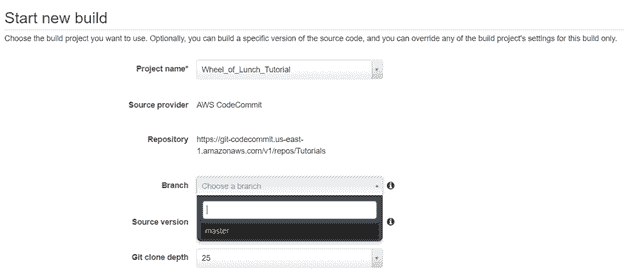 Start new build
Choose the build project you want to use. Optionally, you can build a specific version of the source code, and you can override any of the build project's settings for this build only.
Project name* Wheel_of_Lunch_Tutorial
Source provider AWS CodeCommit
Repository https://git-codecommit.us-east-
1.amazonaws.com/v1/repos/Tutorials
Branch Choose a branch
Source version
master
Git clone depth 25